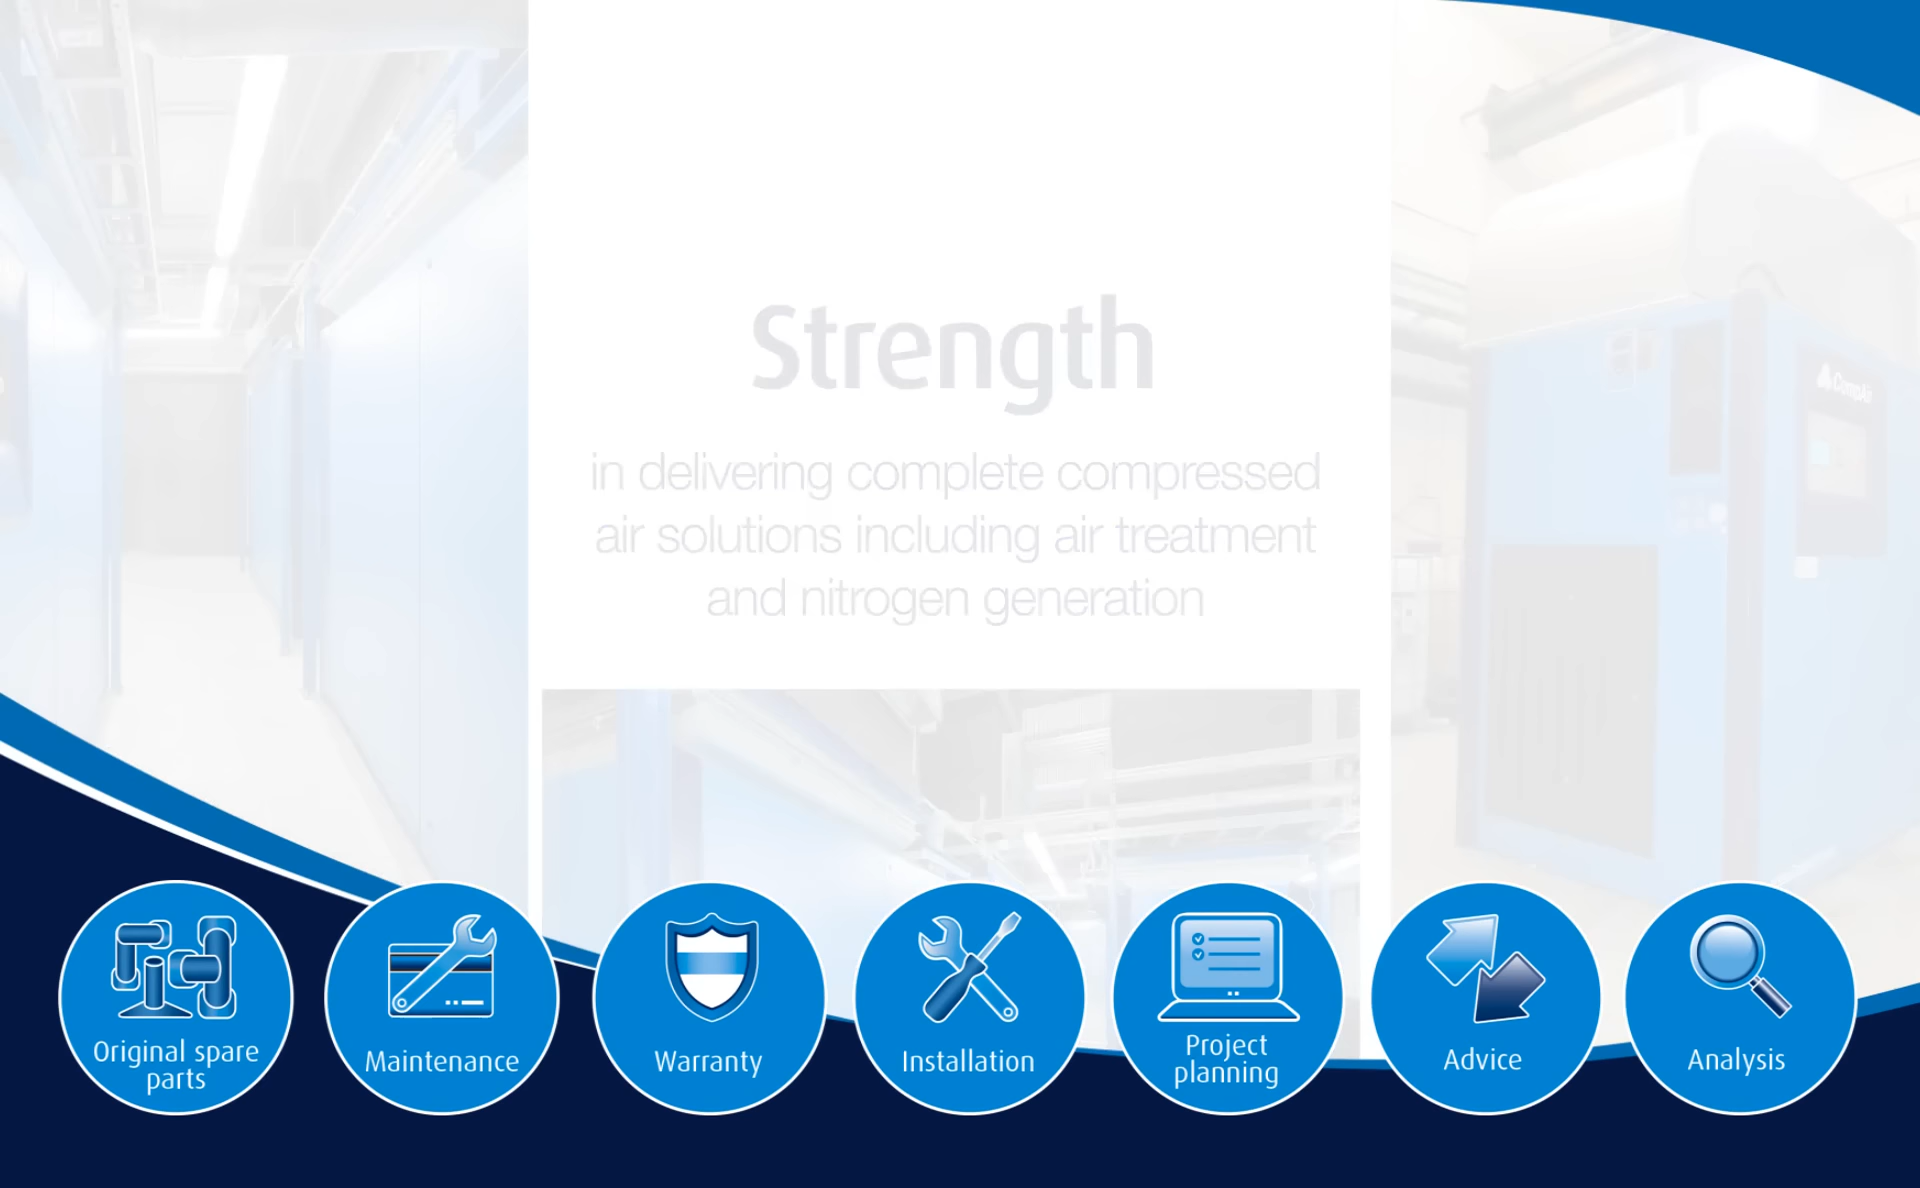 Strength
in delivering complete compressed
air solutions including air treatment
and nitrogen generation
CompAir
Original spare
parts
Maintenance
Warranty
Installation
Project
planning
Advice
Analysis